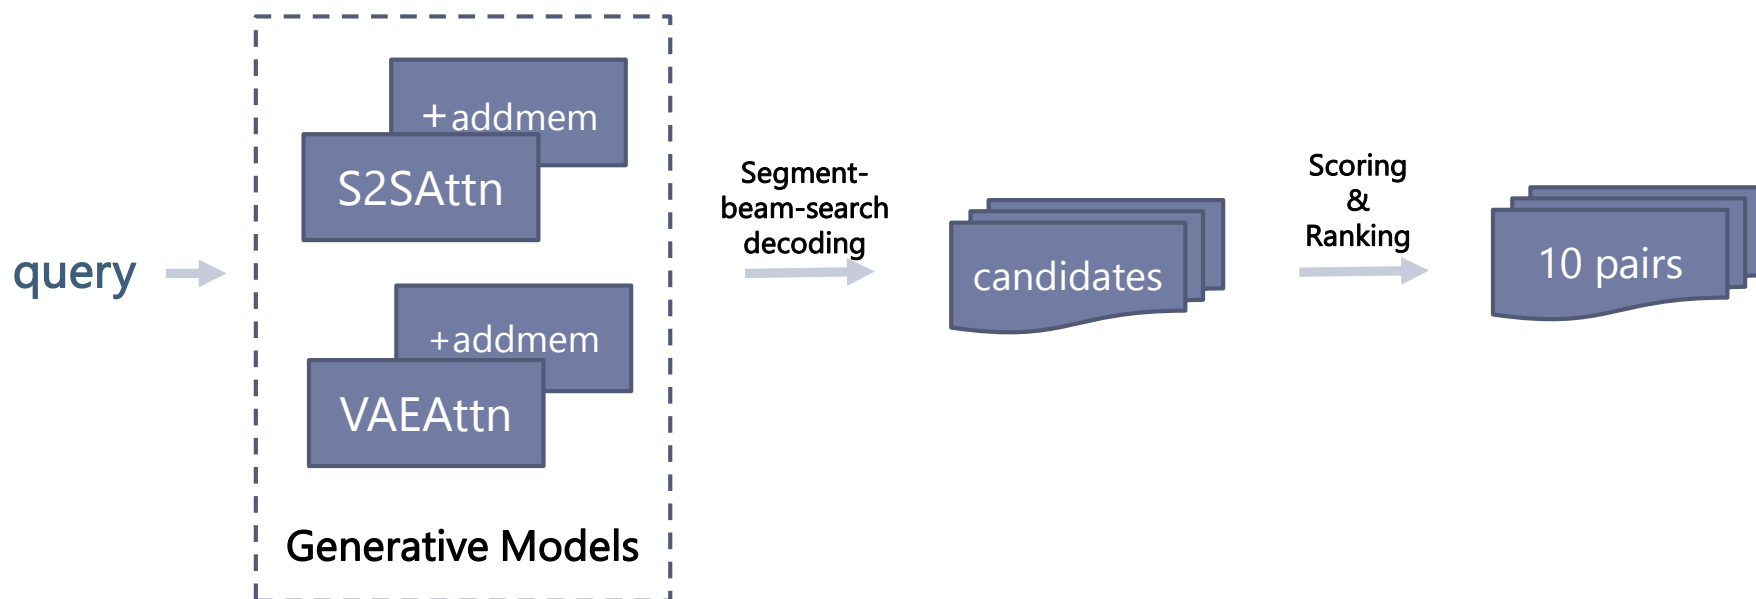 query
+addmem
S2SAttn
+addmem
VAEAttn
Generative Models
Segment-
beam-search
decoding
candidates
Scoring
&
Ranking
10 pairs